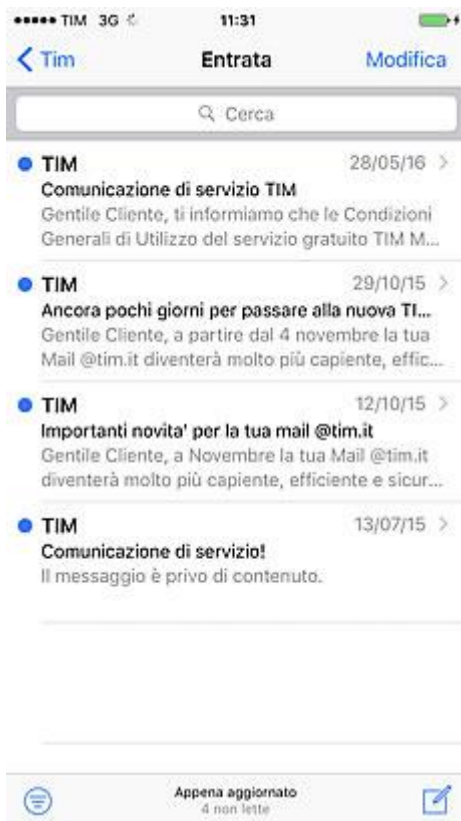 TIM 3G 11:31
Tim Entrata Modifica
Cerca
TIM 28/05/16
Comunicazione di servizio TIM
Gentile Cliente, ti informiamo che le Condizioni
Generali di Utilizzo del servizio gratuito TIM M...
TIM 29/10/15
Ancora pochi giorni per passare alla nuova TI...
Gentile Cliente, a partire dal 4 novembre la tua
Mail @tim.it diventerà molto più capiente, effic...
TIM 12/10/15
Importanti novita' per la tua mail @tim.it
Gentile Cliente, a Novembre la tua Mail @tim.it
diventerà molto più capiente, efficiente e sicur...
TIM 13/07/15
Comunicazione di servizio!
Il messaggio è privo di contenuto.
Appena aggiornato
4 non lette